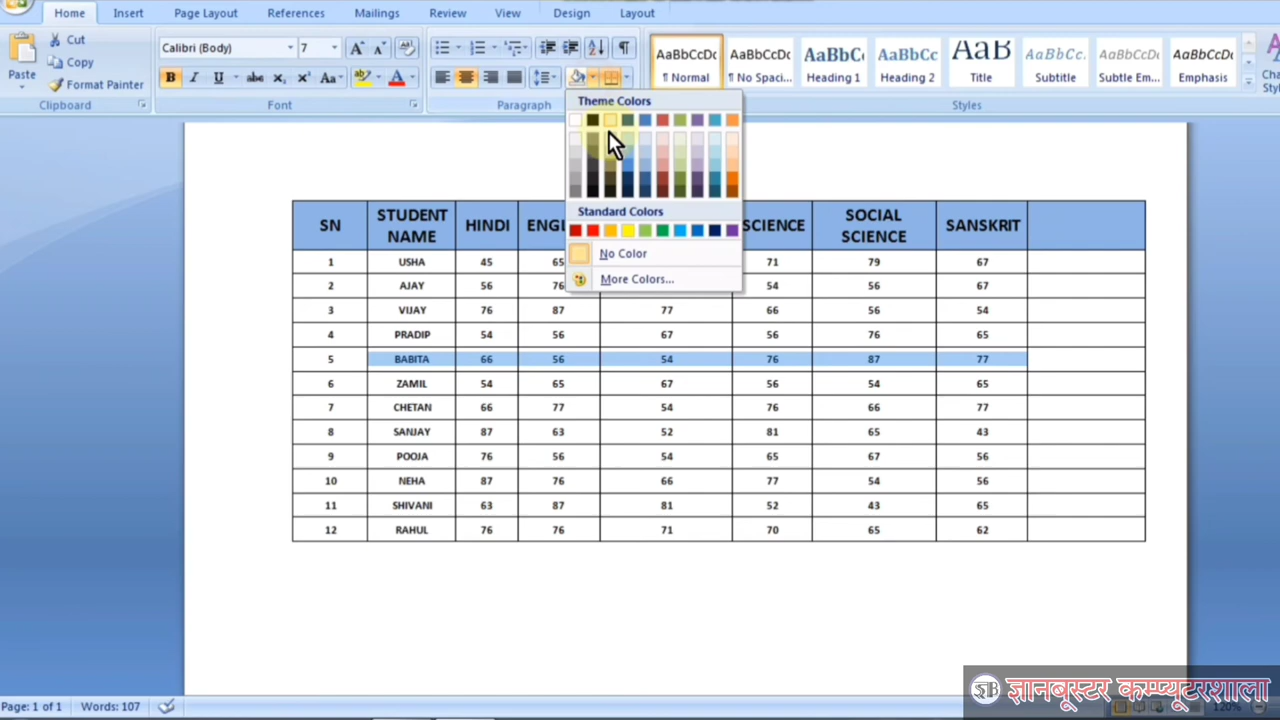 Home Insert Page Layout References Mailings Review View Design Layout
Paste
Cut
Copy
Format Painter
Clipboard
Calibri (Body) 7
B I U abc x₂ x² Aa
Font
Paragraph
AaBbCcDc AaBbCcDc AaBbC AaBbCc AaB AaBbCc. AaBbCcDc AaBbCcDc
¶ Normal ¶ No Spaci... Heading 1 Heading 2 Title Subtitle Subtle Em... Emphasis
Styles
Theme Colors
Standard Colors
No Color
More Colors...
SN STUDENT NAME HINDI SCIENCE SOCIAL SCIENCE SANSKRIT
1 USHA 45 65 71 79 67
2 AJAY 56 76 54 56 67
3 VIJAY 76 87 77 66 56 54
4 PRADIP 54 56 67 56 76 65
5 BABITA 66 56 54 76 87 77
6 ZAMIL 54 65 67 56 54 65
7 CHETAN 66 77 54 76 66 77
8 SANJAY 87 63 52 81 65 43
9 POOJA 76 56 54 65 67 56
10 NEHA 87 76 66 77 54 56
11 SHIVANI 63 87 81 52 43 65
12 RAHUL 76 76 71 70 65 62
ज्ञानबूस्टर कम्प्यूटरशाला
Page: 1 of 1 Words: 107 120%